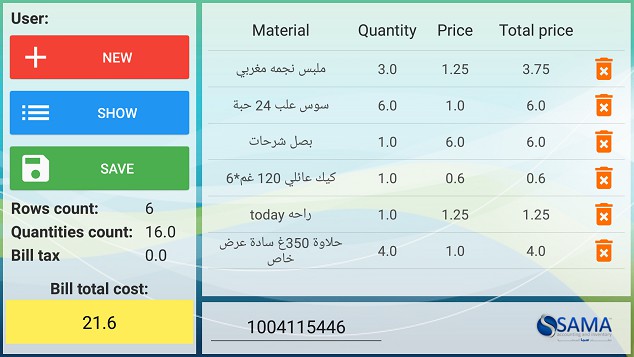 User:
NEW
SHOW
SAVE
Rows count: 6
Quantities count: 16.0
Bill tax 0.0
Bill total cost:
21.6
Material Quantity Price Total price
ملبس نجمه مغربي 3.0 1.25 3.75
سوس علب 24 حبة 6.0 1.0 6.0
بصل شرحات 1.0 6.0 6.0
كيك عائلي 120 غم*6 1.0 0.6 0.6
راحه today 1.0 1.25 1.25
حلاوة 350غ سادة عرض
خاص 4.0 1.0 4.0
1004115446
SAMA
Accounting and Inventory
سما